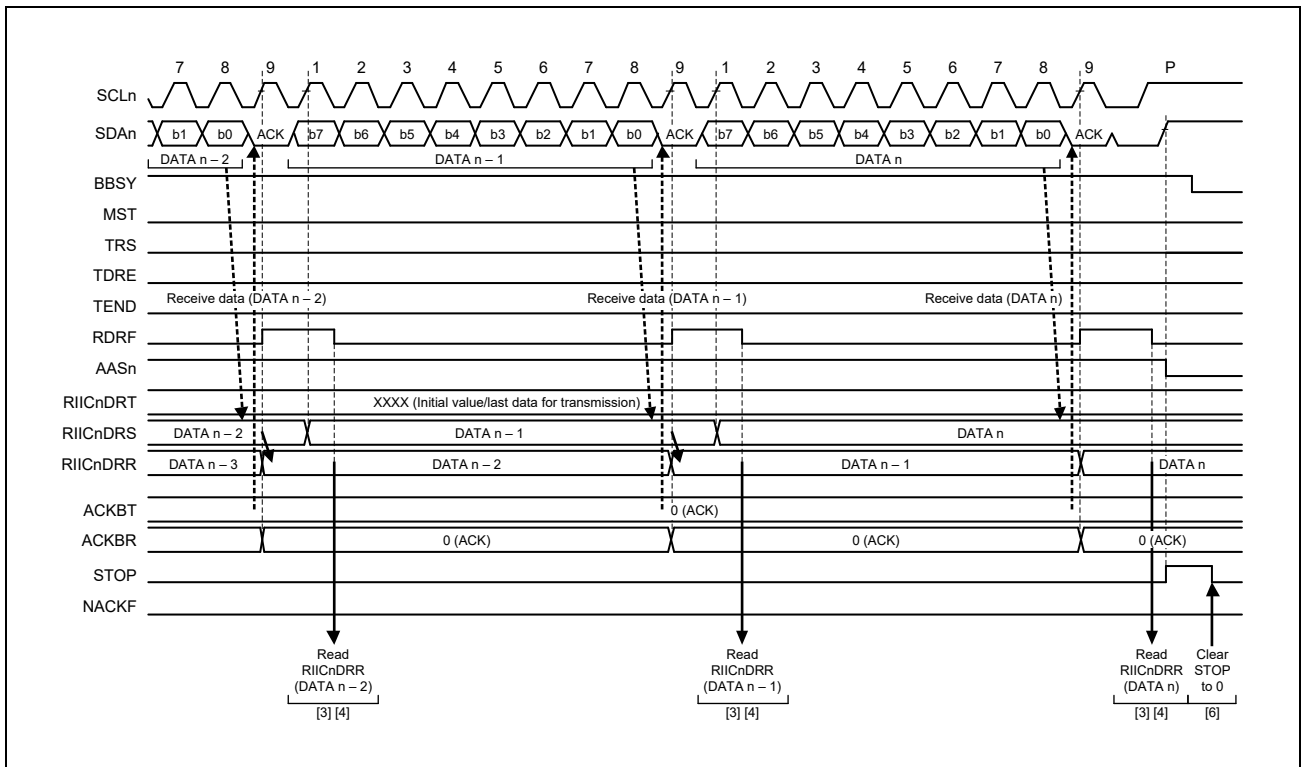 7 8 9 1 2 3 4 5 6 7 8 9 1 2 3 4 5 6 7 8 9 P
SCLn
SDAn b1 b0 ACK b7 b6 b5 b4 b3 b2 b1 b0 ACK b7 b6 b5 b4 b3 b2 b1 b0 ACK
DATA n – 2 DATA n – 1 DATA n
BBSY
MST
TRS
TDRE
Receive data (DATA n – 2) Receive data (DATA n – 1) Receive data (DATA n)
TEND
RDRF
AASn
RIICnDRT XXXX (Initial value/last data for transmission)
RIICnDRS DATA n – 2 DATA n – 1 DATA n
RIICnDRR DATA n – 3 DATA n – 2 DATA n – 1 DATA n
ACKBT 0 (ACK)
ACKBR 0 (ACK) 0 (ACK) 0 (ACK)
STOP
NACKF
Read Read Read Clear
RIICnDRR RIICnDRR RIICnDRR STOP
(DATA n – 2) (DATA n – 1) (DATA n) to 0
[3] [4] [3] [4] [3] [4] [6]